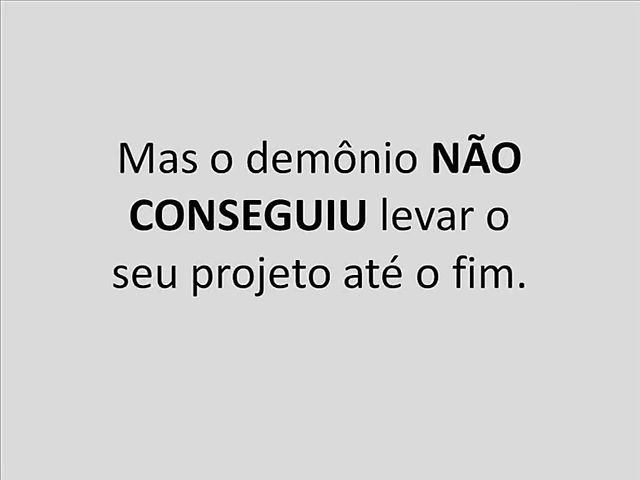 Mas o demônio NÃO
CONSEGUIU levar o
seu projeto até o fim.